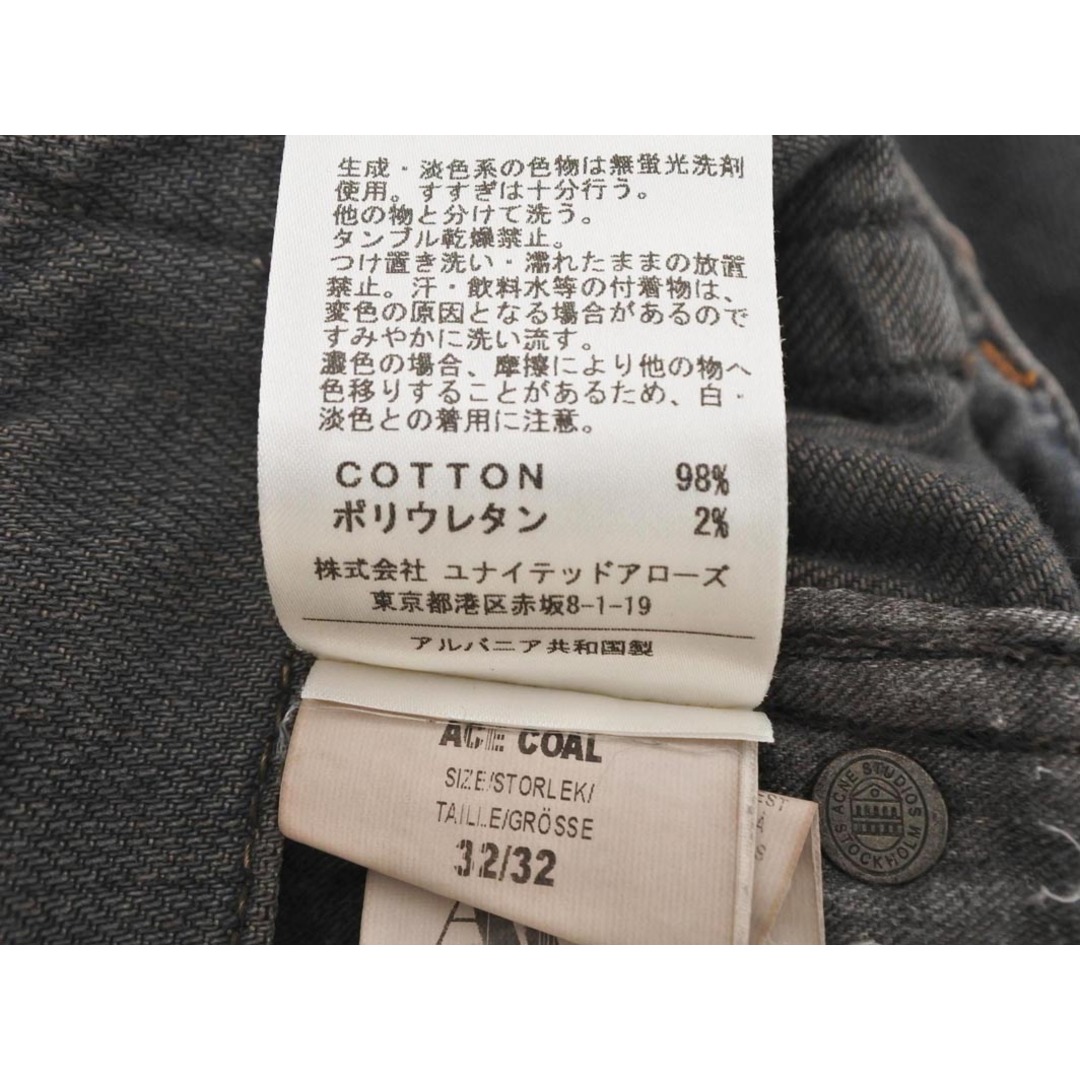 生成・淡色系の色物は無蛍光洗剤
使用。すすぎは十分行う。
他の物と分けて洗う。
タンブル乾燥禁止。
つけ置き洗い・濡れたままの放置
禁止。汗・飲料水等の付着物は、
変色の原因となる場合があるので
すみやかに洗い流す。
濃色の場合、摩擦により他の物へ
色移りすることがあるため、白・
淡色との着用に注意。
COTTON 98%
ポリウレタン 2%
株式会社 ユナイテッドアローズ
東京都港区赤坂8-1-19
アルバニア共和国製
ACE COAL
SIZE/STORLEK/
TAILLE/GRÖSSE
32/32
ACNE STUDIOS
STOCKHOLM